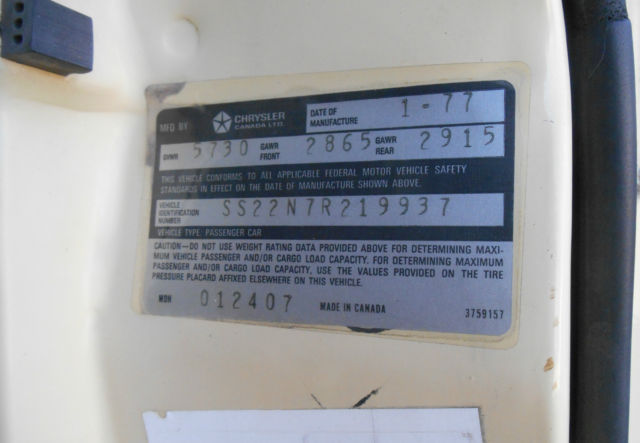 MFD BY CHRYSLER CANADA LTD. DATE OF MANUFACTURE 1-77
GVWR 5730 GAWR FRONT 2865 GAWR REAR 2915
THIS VEHICLE CONFORMS TO ALL APPLICABLE FEDERAL MOTOR VEHICLE SAFETY
STANDARDS IN EFFECT ON THE DATE OF MANUFACTURE SHOWN ABOVE.
VEHICLE IDENTIFICATION NUMBER SS22N7R219937
VEHICLE TYPE: PASSENGER CAR
CAUTION—DO NOT USE WEIGHT RATING DATA PROVIDED ABOVE FOR DETERMINING MAXI-
MUM VEHICLE PASSENGER AND/OR CARGO LOAD CAPACITY. FOR DETERMINING MAXIMUM
PASSENGER AND/OR CARGO LOAD CAPACITY, USE THE VALUES PROVIDED ON THE TIRE
PRESSURE PLACARD AFFIXED ELSEWHERE ON THIS VEHICLE.
MDH 012407 MADE IN CANADA 3759157